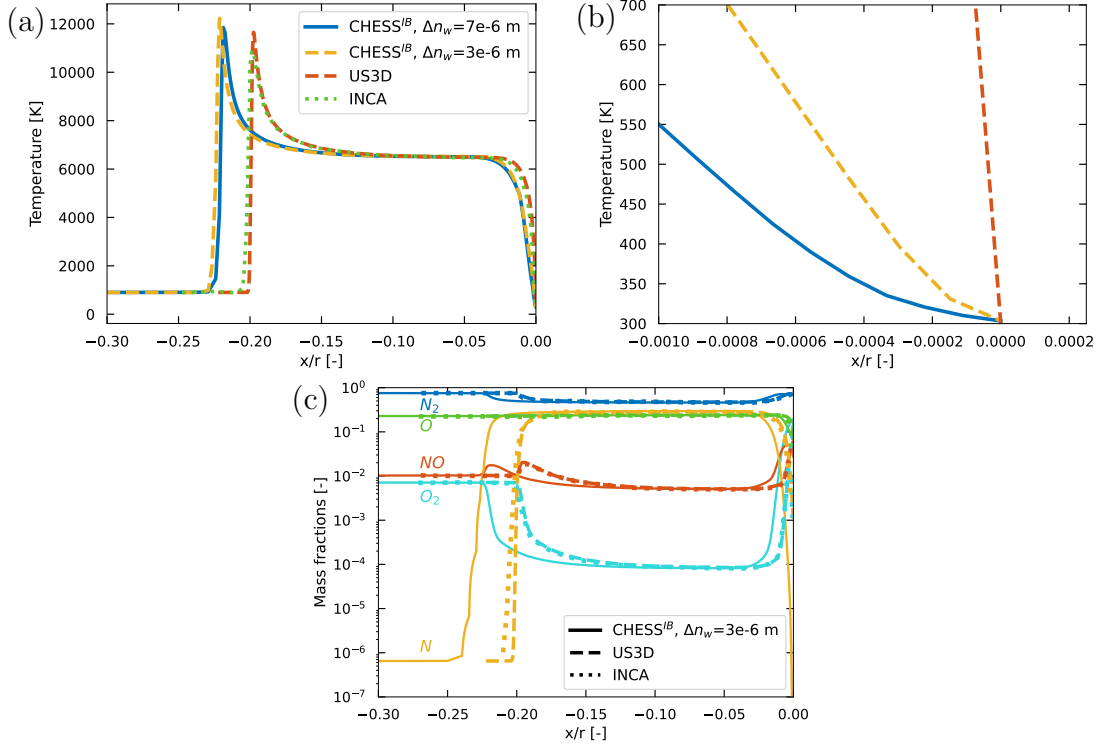 (a)
12000
10000
8000
6000
4000
2000
0
Temperature [K]
CHESS^IB, Δn_w=7e-6 m
CHESS^IB, Δn_w=3e-6 m
US3D
INCA
−0.30 −0.25 −0.20 −0.15 −0.10 −0.05 0.00
x/r [-]
(b)
700
650
600
550
500
450
400
350
300
Temperature [K]
−0.0010 −0.0008 −0.0006 −0.0004 −0.0002 0.0000 0.0002
x/r [-]
(c)
10^0
10^−1
10^−2
10^−3
10^−4
10^−5
10^−6
10^−7
Mass fractions [-]
N_2
O
NO
O_2
N
CHESS^IB, Δn_w=3e-6 m
US3D
INCA
−0.30 −0.25 −0.20 −0.15 −0.10 −0.05 0.00
x/r [-]